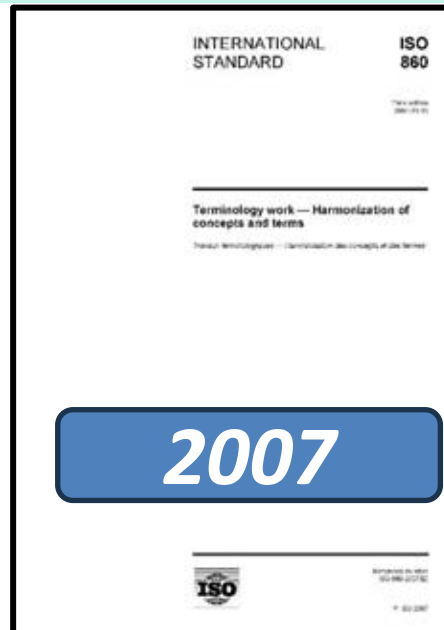 INTERNATIONAL
STANDARD
ISO
860
Terminology work — Harmonization of
concepts and terms
2007
ISO